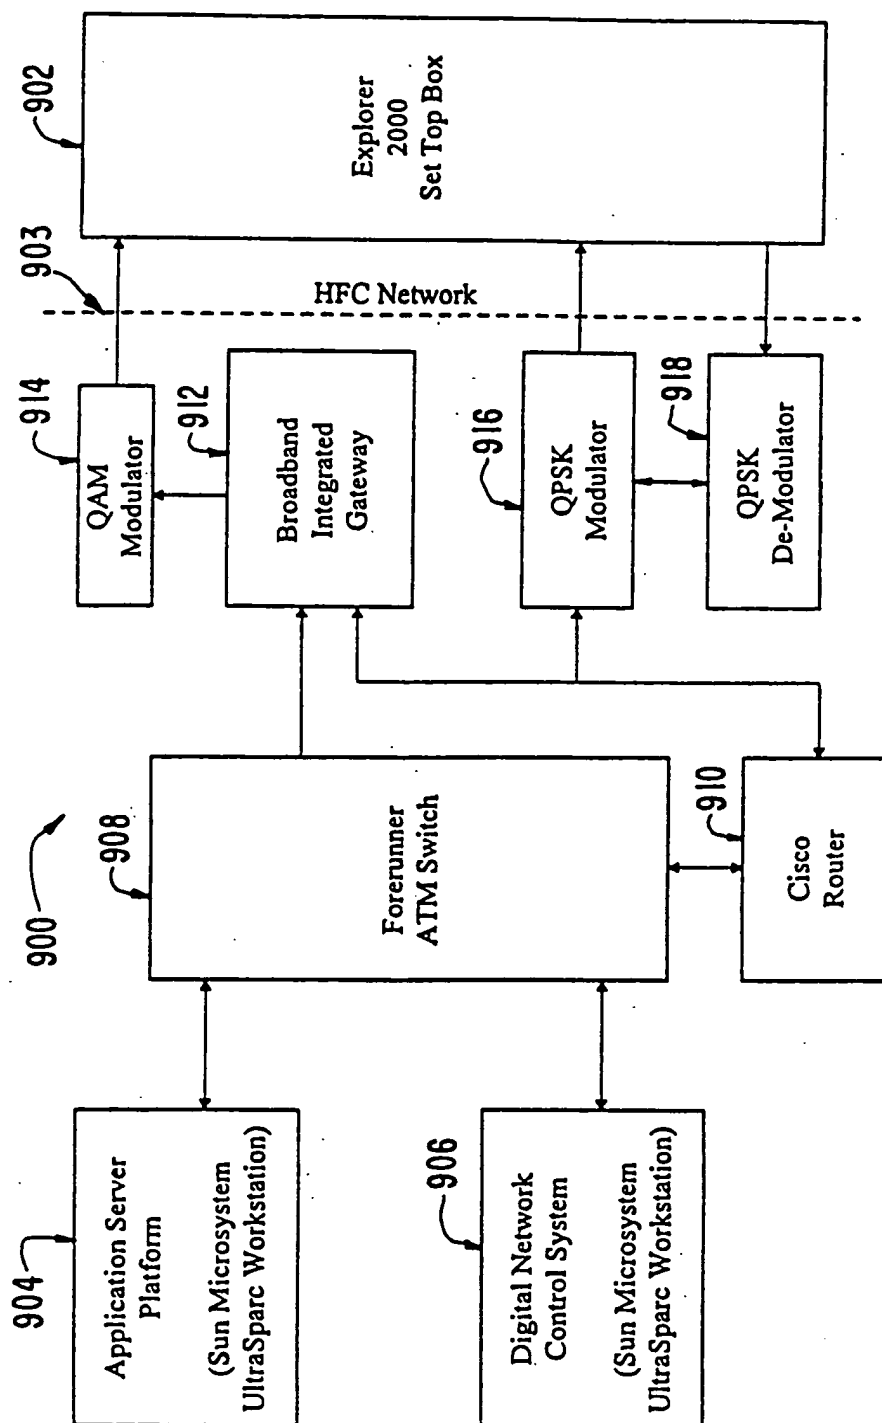 900
904
Application Server
Platform
(Sun Microsystem
UltraSparc Workstation)
906
Digital Network
Control System
(Sun Microsystem
UltraSparc Workstation)
908
Forerunner
ATM Switch
910
Cisco
Router
914
QAM
Modulator
912
Broadband
Integrated
Gateway
916
QPSK
Modulator
918
QPSK
De-Modulator
903
HFC Network
902
Explorer
2000
Set Top Box